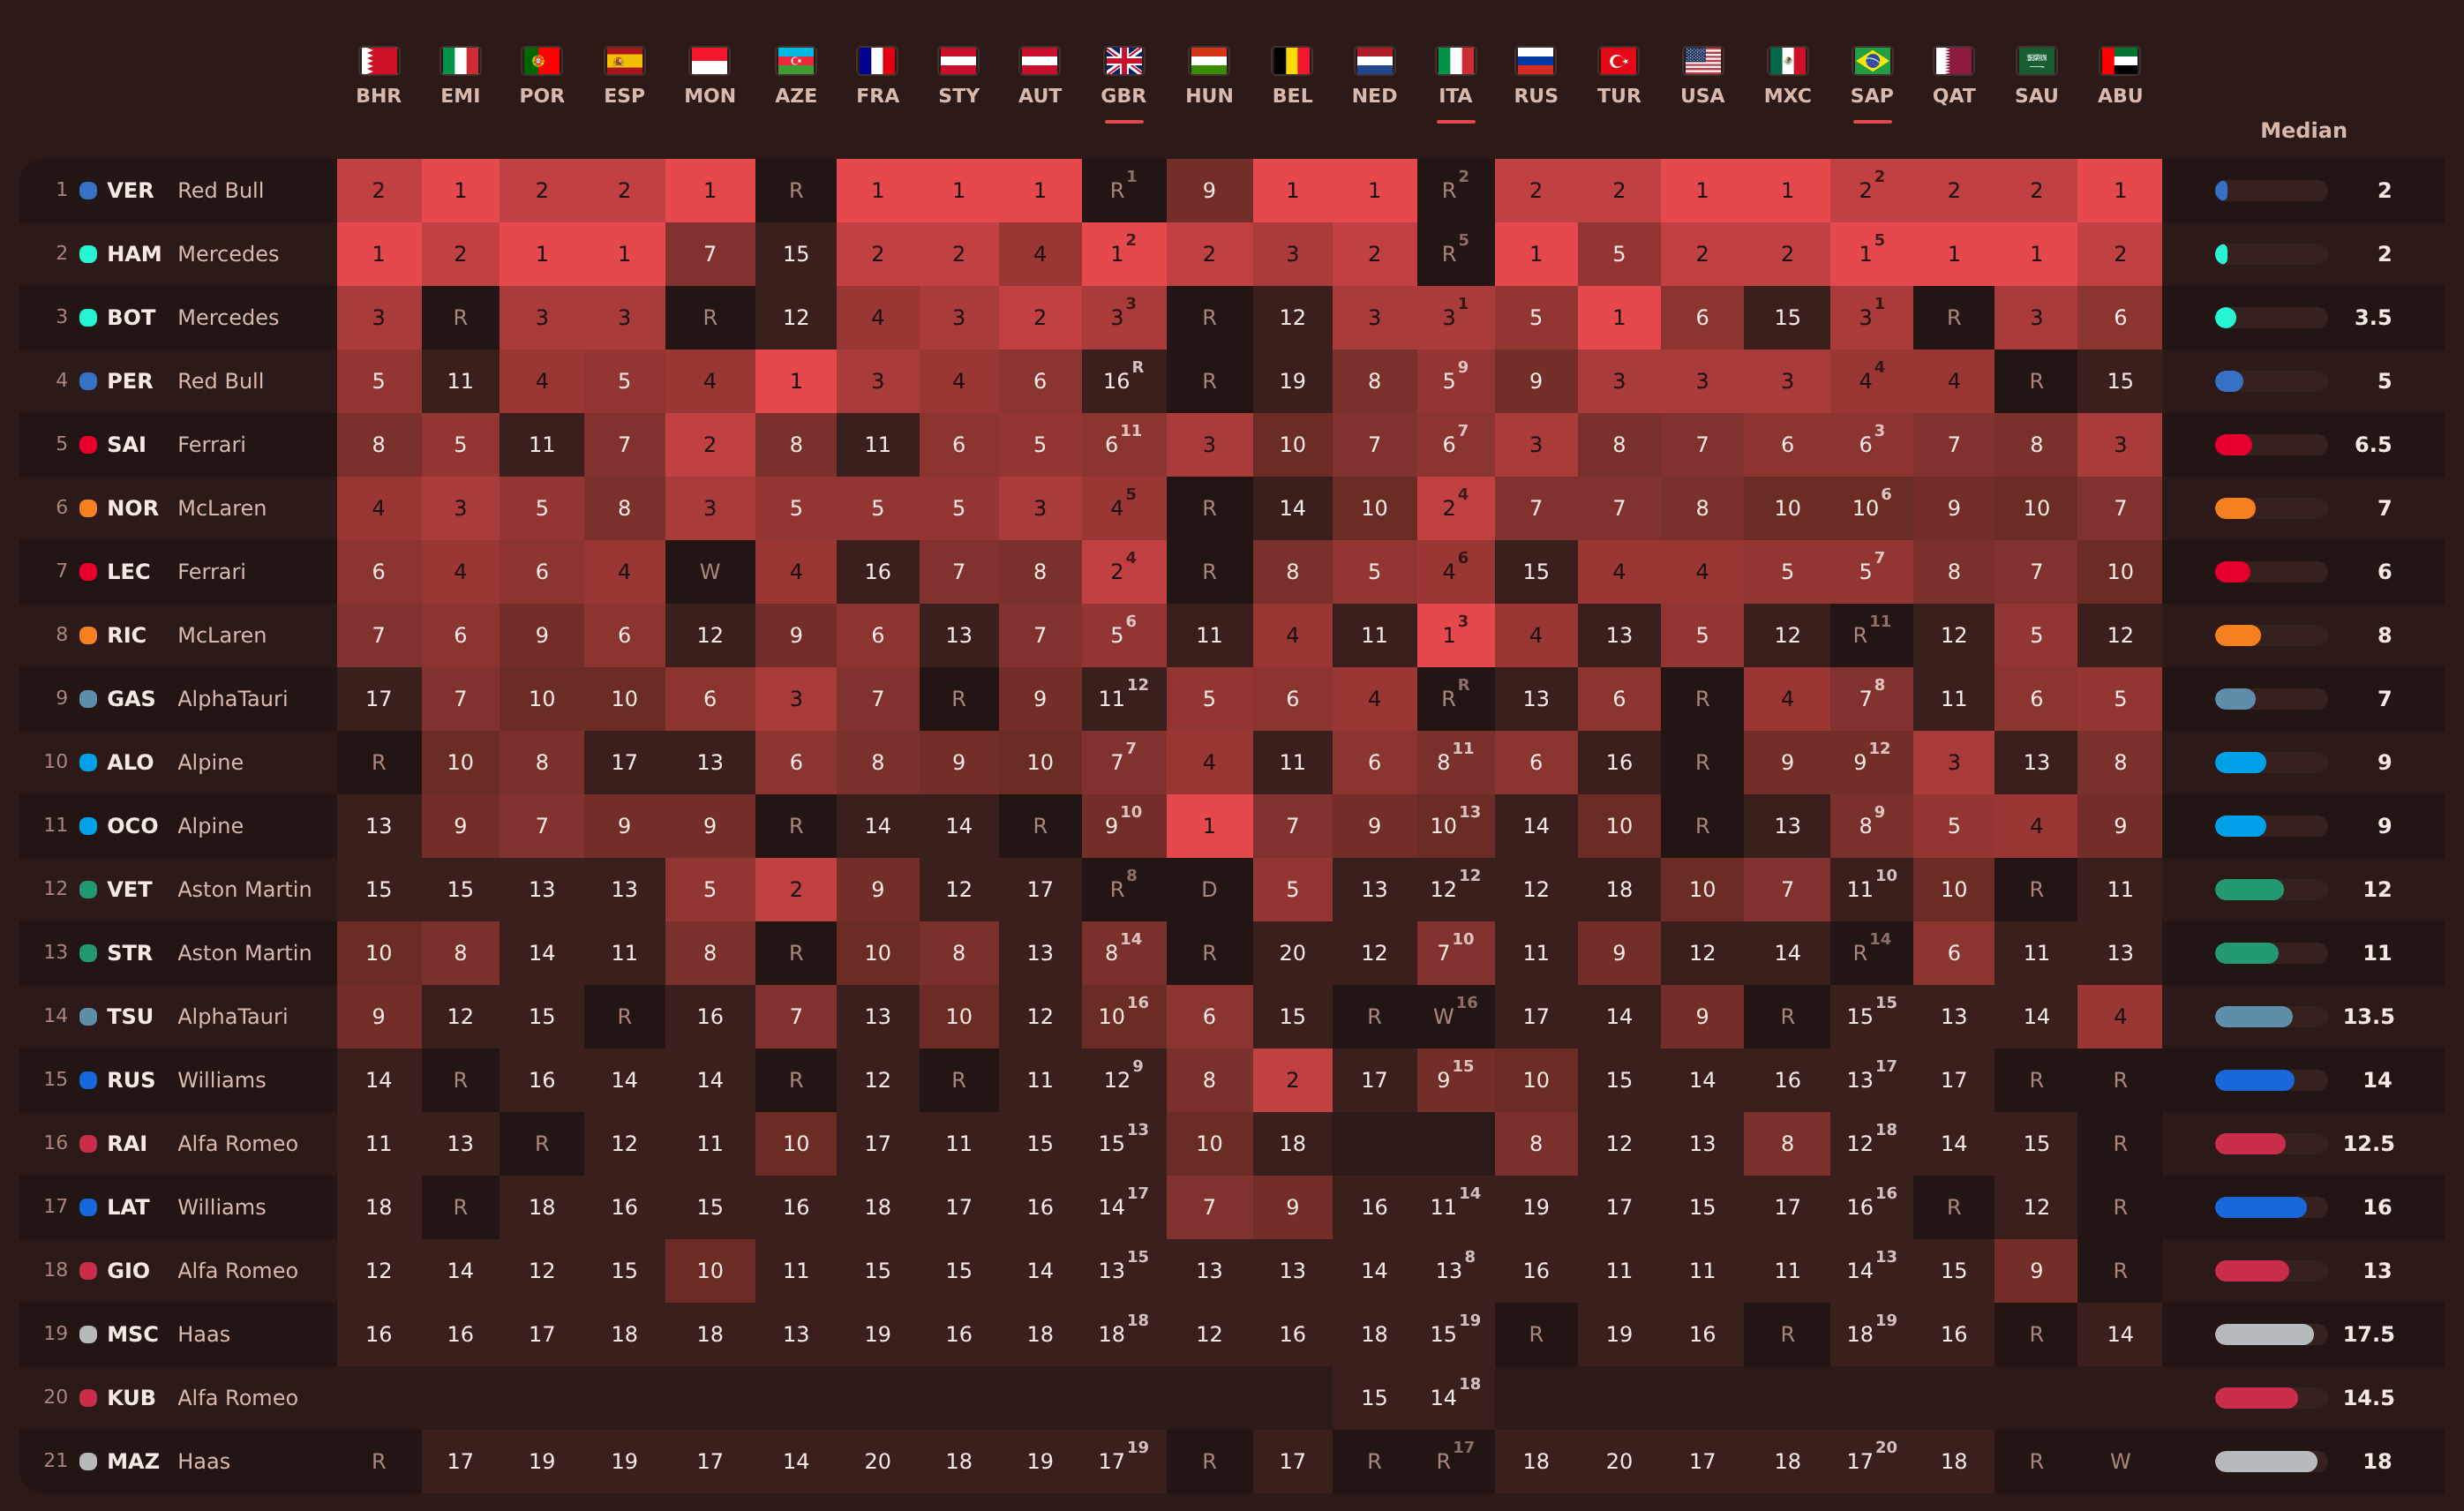 BHR EMI POR ESP MON AZE FRA STY AUT GBR HUN BEL NED ITA RUS TUR USA MXC SAP QAT SAU ABU
Median
1 VER Red Bull 2 1 2 2 1 R 1 1 1 R¹ 9 1 1 R² 2 2 1 1 2² 2 2 1 2
2 HAM Mercedes 1 2 1 1 7 15 2 2 4 1² 2 3 2 R⁵ 1 5 2 2 1⁵ 1 1 2 2
3 BOT Mercedes 3 R 3 3 R 12 4 3 2 3³ R 12 3 3¹ 5 1 6 15 3¹ R 3 6 3.5
4 PER Red Bull 5 11 4 5 4 1 3 4 6 16ᴿ R 19 8 5⁹ 9 3 3 3 4⁴ 4 R 15 5
5 SAI Ferrari 8 5 11 7 2 8 11 6 5 6¹¹ 3 10 7 6⁷ 3 8 7 6 6³ 7 8 3 6.5
6 NOR McLaren 4 3 5 8 3 5 5 5 3 4⁵ R 14 10 2⁴ 7 7 8 10 10⁶ 9 10 7 7
7 LEC Ferrari 6 4 6 4 W 4 16 7 8 2⁴ R 8 5 4⁶ 15 4 4 5 5⁷ 8 7 10 6
8 RIC McLaren 7 6 9 6 12 9 6 13 7 5⁶ 11 4 11 1³ 4 13 5 12 R¹¹ 12 5 12 8
9 GAS AlphaTauri 17 7 10 10 6 3 7 R 9 11¹² 5 6 4 Rᴿ 13 6 R 4 7⁸ 11 6 5 7
10 ALO Alpine R 10 8 17 13 6 8 9 10 7⁷ 4 11 6 8¹¹ 6 16 R 9 9¹² 3 13 8 9
11 OCO Alpine 13 9 7 9 9 R 14 14 R 9¹⁰ 1 7 9 10¹³ 14 10 R 13 8⁹ 5 4 9 9
12 VET Aston Martin 15 15 13 13 5 2 9 12 17 R⁸ D 5 13 12¹² 12 18 10 7 11¹⁰ 10 R 11 12
13 STR Aston Martin 10 8 14 11 8 R 10 8 13 8¹⁴ R 20 12 7¹⁰ 11 9 12 14 R¹⁴ 6 11 13 11
14 TSU AlphaTauri 9 12 15 R 16 7 13 10 12 10¹⁶ 6 15 R W¹⁶ 17 14 9 R 15¹⁵ 13 14 4 13.5
15 RUS Williams 14 R 16 14 14 R 12 R 11 12⁹ 8 2 17 9¹⁵ 10 15 14 16 13¹⁷ 17 R R 14
16 RAI Alfa Romeo 11 13 R 12 11 10 17 11 15 15¹³ 10 18 8 12 13 8 12¹⁸ 14 15 R 12.5
17 LAT Williams 18 R 18 16 15 16 18 17 16 14¹⁷ 7 9 16 11¹⁴ 19 17 15 17 16¹⁶ R 12 R 16
18 GIO Alfa Romeo 12 14 12 15 10 11 15 15 14 13¹⁵ 13 13 14 13⁸ 16 11 11 11 14¹³ 15 9 R 13
19 MSC Haas 16 16 17 18 18 13 19 16 18 18¹⁸ 12 16 18 15¹⁹ R 19 16 R 18¹⁹ 16 R 14 17.5
20 KUB Alfa Romeo 15 14¹⁸ 14.5
21 MAZ Haas R 17 19 19 17 14 20 18 19 17¹⁹ R 17 R R¹⁷ 18 20 17 18 17²⁰ 18 R W 18